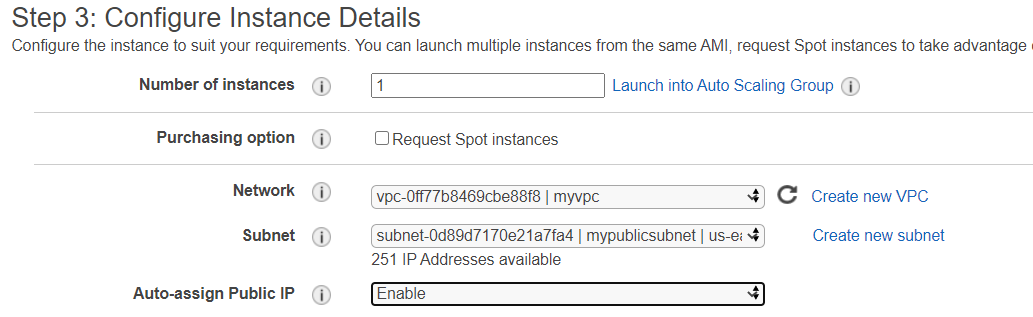 Step 3: Configure Instance Details
Configure the instance to suit your requirements. You can launch multiple instances from the same AMI, request Spot instances to take advantage
Number of instances i 1 Launch into Auto Scaling Group i
Purchasing option i Request Spot instances
Network i vpc-0ff77b8469cbe88f8 | myvpc Create new VPC
Subnet i subnet-0d89d7170e21a7fa4 | mypublicsubnet | us-ea Create new subnet
251 IP Addresses available
Auto-assign Public IP i Enable